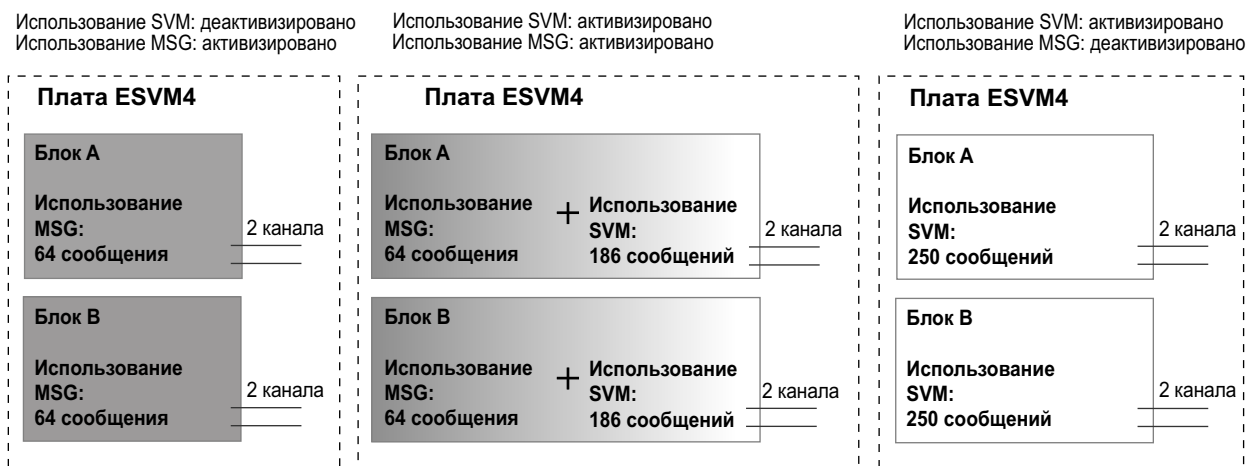 Использование SVM: деактивизировано
Использование MSG: активизировано
Плата ESVM4
Блок A
Использование
MSG:
64 сообщения
2 канала
Блок B
Использование
MSG:
64 сообщения
2 канала
Использование SVM: активизировано
Использование MSG: активизировано
Плата ESVM4
Блок A
Использование
MSG:
64 сообщения
+
Использование
SVM:
186 сообщений
2 канала
Блок B
Использование
MSG:
64 сообщения
+
Использование
SVM:
186 сообщений
2 канала
Использование SVM: активизировано
Использование MSG: деактивизировано
Плата ESVM4
Блок A
Использование
SVM:
250 сообщений
2 канала
Блок B
Использование
SVM:
250 сообщений
2 канала